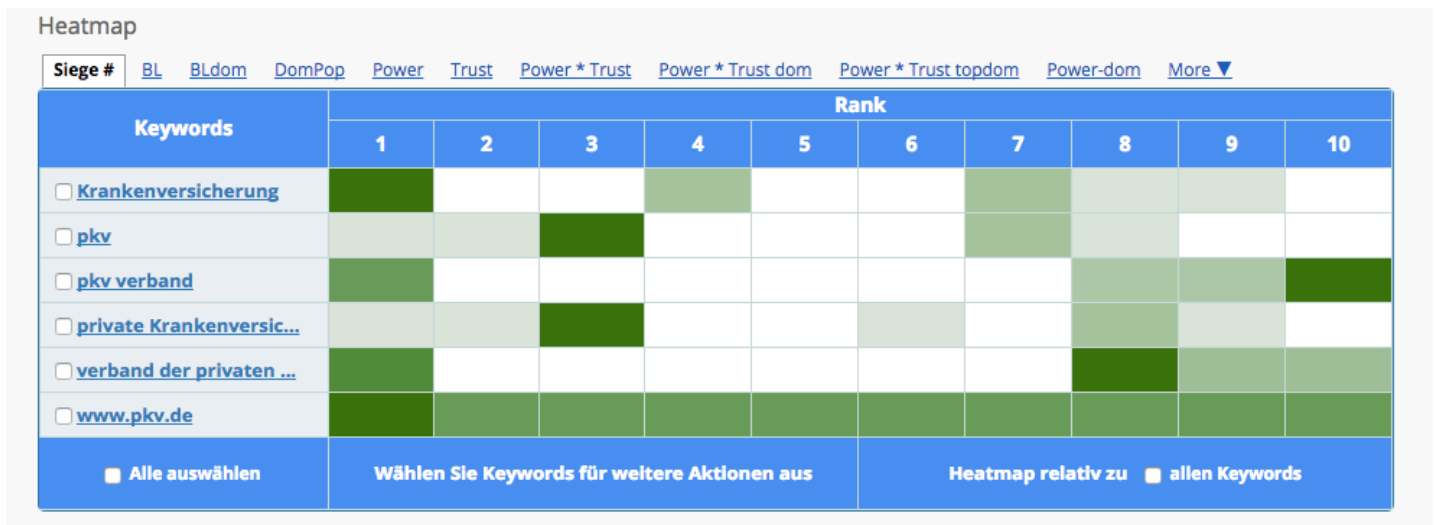 Heatmap
Siege # BL BLdom DomPop Power Trust Power * Trust Power * Trust dom Power * Trust topdom Power-dom More ▼
Keywords Rank
1 2 3 4 5 6 7 8 9 10
Krankenversicherung
pkv
pkv verband
private Krankenversic...
verband der privaten ...
www.pkv.de
Alle auswählen Wählen Sie Keywords für weitere Aktionen aus Heatmap relativ zu allen Keywords